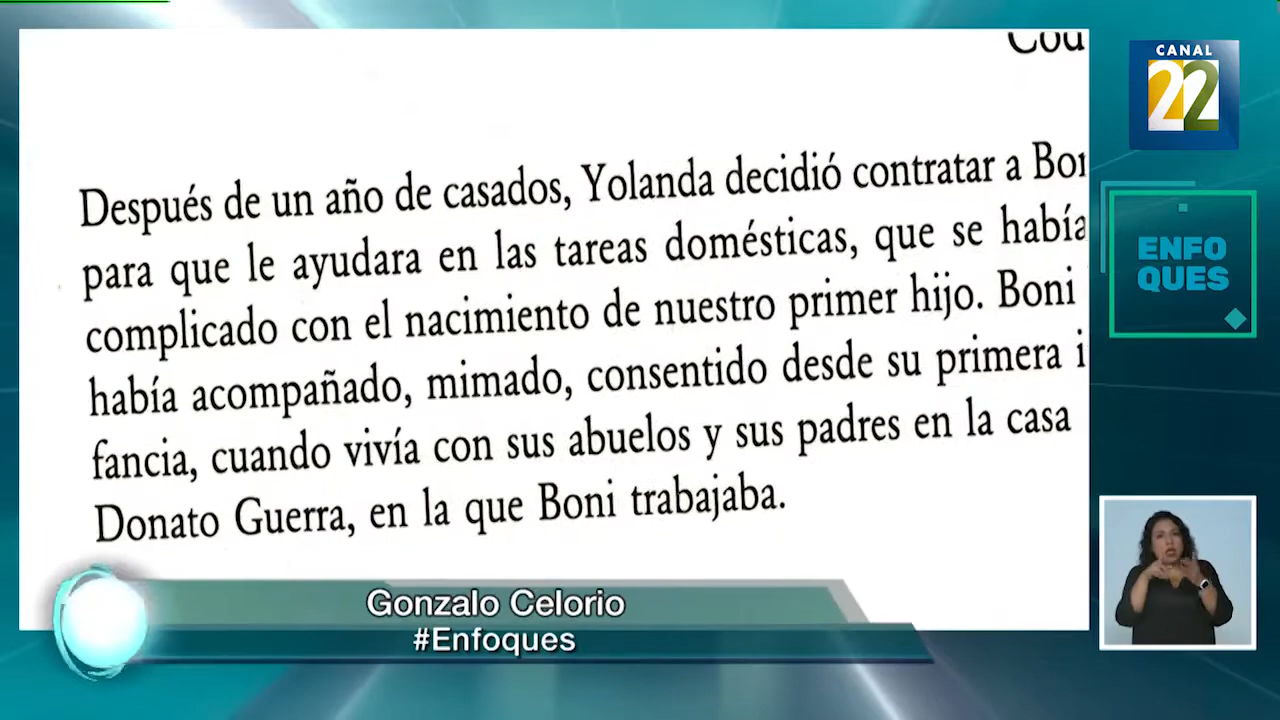 Después de un año de casados, Yolanda decidió contratar a
para que le ayudara en las tareas domésticas, que se había
complicado con el nacimiento de nuestro primer hijo. Boni
había acompañado, mimado, consentido desde su primera
fancia, cuando vivía con sus abuelos y sus padres en la casa
Donato Guerra, en la que Boni trabajaba.
Gonzalo Celorio
#Enfoques
CANAL
22
ENFO
QUES